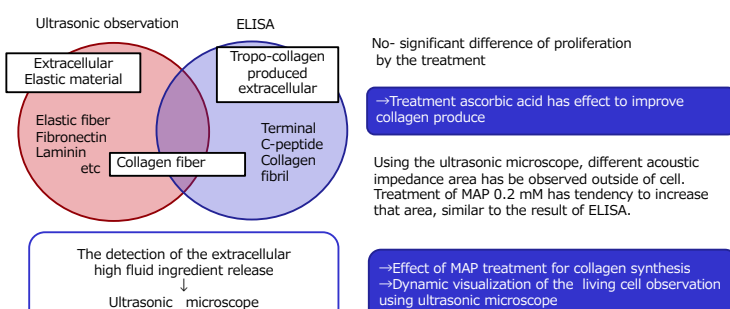 Ultrasonic observation
ELISA
Extracellular
Elastic material
Tropo-collagen
produced
extracellular
Elastic fiber
Fibronectin
Laminin
etc
Collagen fiber
Terminal
C-peptide
Collagen
fibril
The detection of the extracellular
high fluid ingredient release
↓
Ultrasonic microscope
No- significant difference of proliferation
by the treatment
→Treatment ascorbic acid has effect to improve
collagen produce
Using the ultrasonic microscope, different acoustic
impedance area has be observed outside of cell.
Treatment of MAP 0.2 mM has tendency to increase
that area, similar to the result of ELISA.
→Effect of MAP treatment for collagen synthesis
→Dynamic visualization of the living cell observation
using ultrasonic microscope